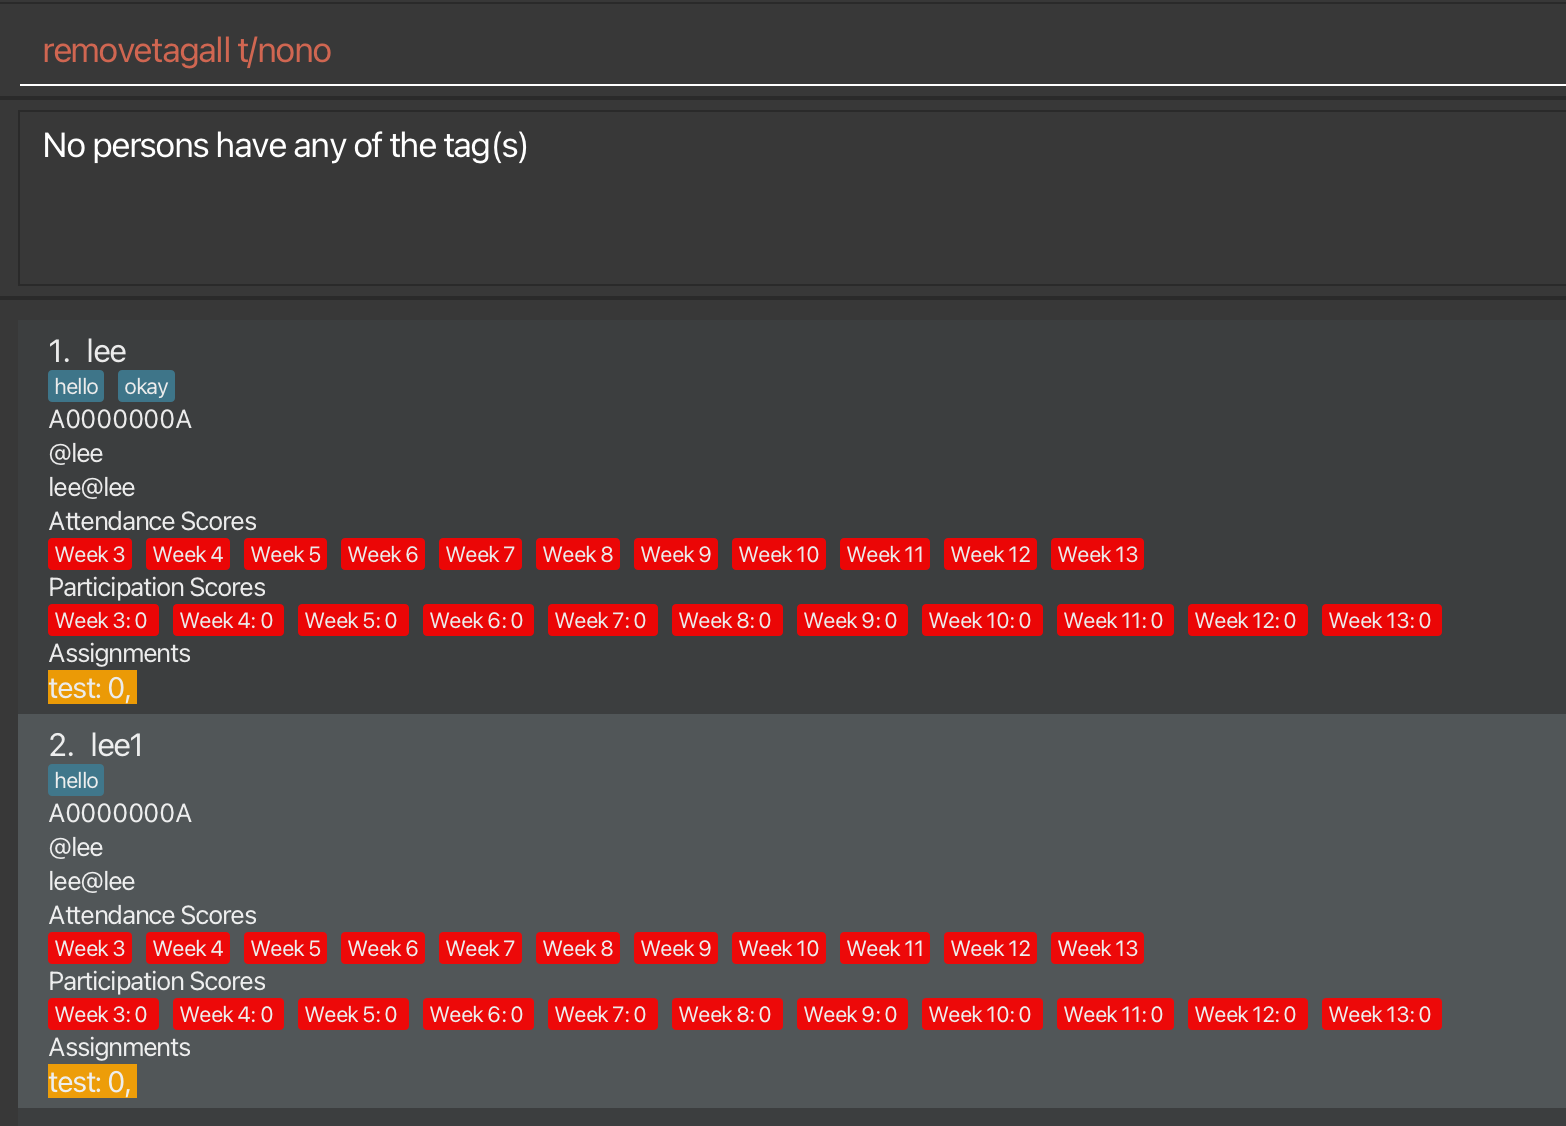 removetagall t/nono
No persons have any of the tag(s)
1. lee
hello okay
A0000000A
@lee
lee@lee
Attendance Scores
Week 3 Week 4 Week 5 Week 6 Week 7 Week 8 Week 9 Week 10 Week 11 Week 12 Week 13
Participation Scores
Week 3: 0 Week 4: 0 Week 5: 0 Week 6: 0 Week 7: 0 Week 8: 0 Week 9: 0 Week 10: 0 Week 11: 0 Week 12: 0 Week 13: 0
Assignments
test: 0,
2. lee1
hello
A0000000A
@lee
lee@lee
Attendance Scores
Week 3 Week 4 Week 5 Week 6 Week 7 Week 8 Week 9 Week 10 Week 11 Week 12 Week 13
Participation Scores
Week 3: 0 Week 4: 0 Week 5: 0 Week 6: 0 Week 7: 0 Week 8: 0 Week 9: 0 Week 10: 0 Week 11: 0 Week 12: 0 Week 13: 0
Assignments
test: 0,